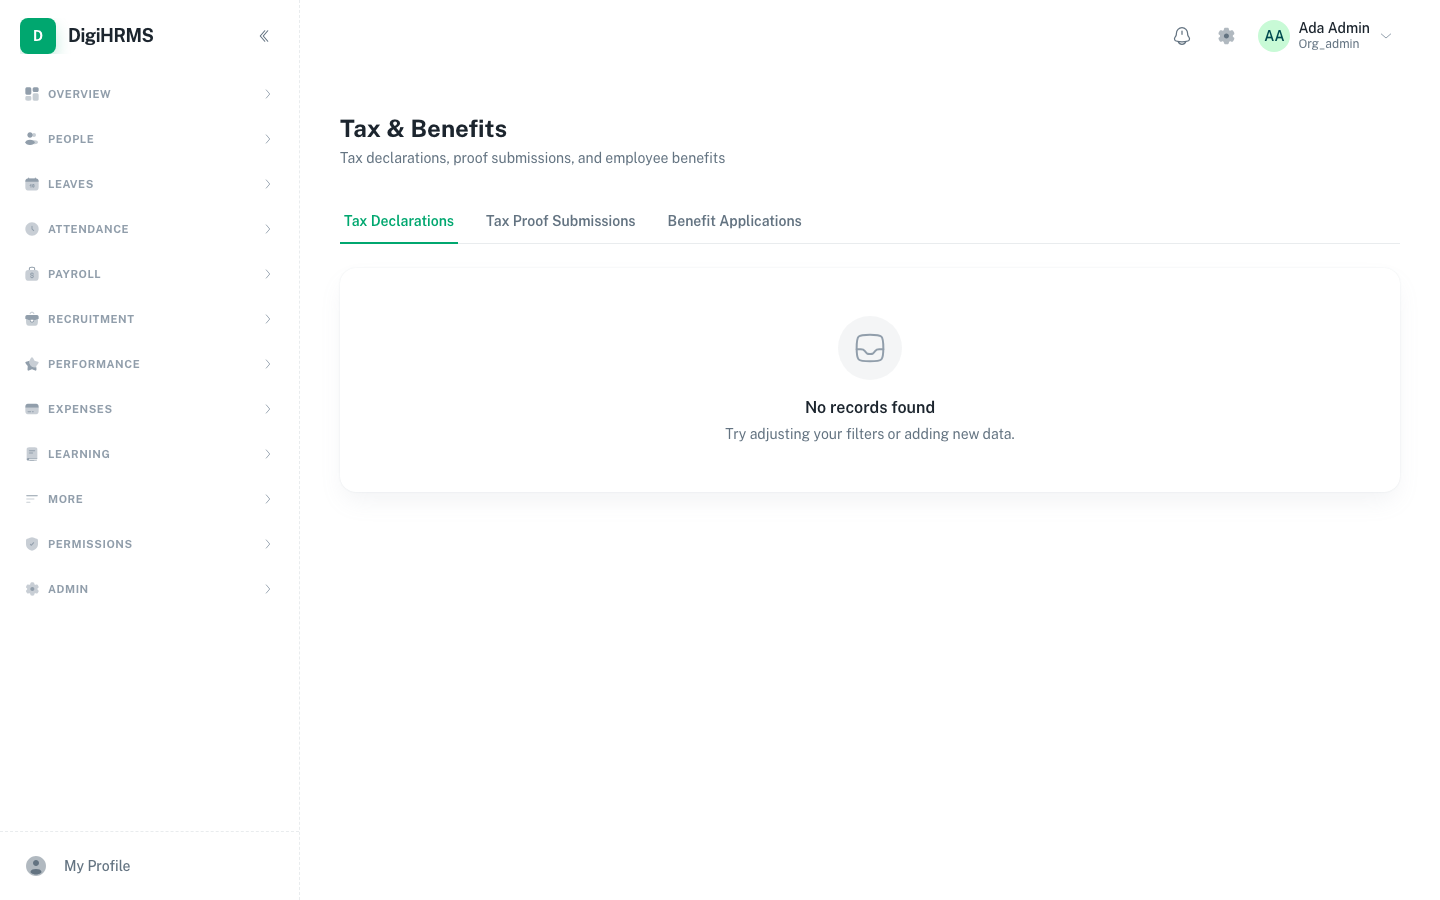 D
DigiHRMS
OVERVIEW
PEOPLE
LEAVES
ATTENDANCE
PAYROLL
RECRUITMENT
PERFORMANCE
EXPENSES
LEARNING
MORE
PERMISSIONS
ADMIN
My Profile
AA
Ada Admin
Org_admin
Tax & Benefits
Tax declarations, proof submissions, and employee benefits
Tax Declarations
Tax Proof Submissions
Benefit Applications
No records found
Try adjusting your filters or adding new data.